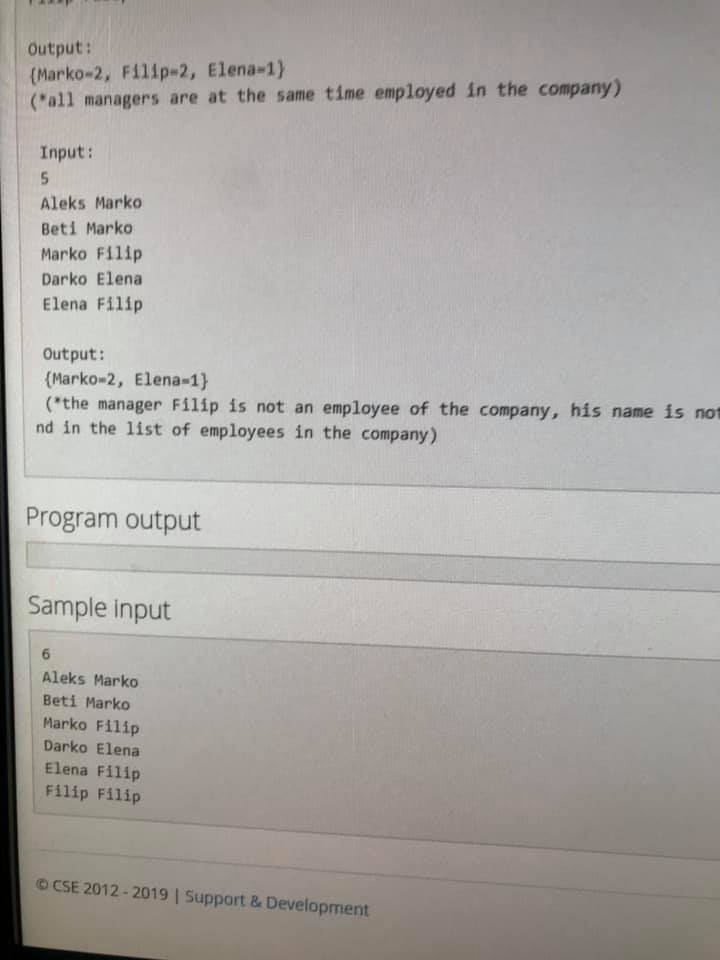 Output:
{Marko=2, Filip=2, Elena=1}
(*all managers are at the same time employed in the company)
Input:
5
Aleks Marko
Beti Marko
Marko Filip
Darko Elena
Elena Filip
Output:
{Marko=2, Elena=1}
(*the manager Filip is not an employee of the company, his name is not
nd in the list of employees in the company)
Program output
Sample input
6
Aleks Marko
Beti Marko
Marko Filip
Darko Elena
Elena Filip
Filip Filip
© CSE 2012 - 2019 | Support & Development